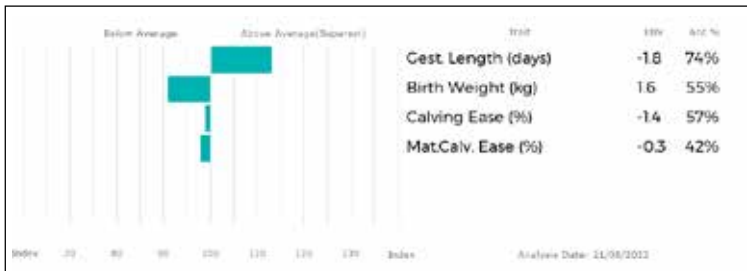 Below Average Above Average(Superior) Trait EBV Acc %
Gest. Length (days) -1.8 74%
Birth Weight (kg) 1.6 55%
Calving Ease (%) -1.4 57%
Mat.Calv. Ease (%) -0.3 42%
Index 70 80 90 100 110 120 130 Index Analysis Date: 21/08/2022